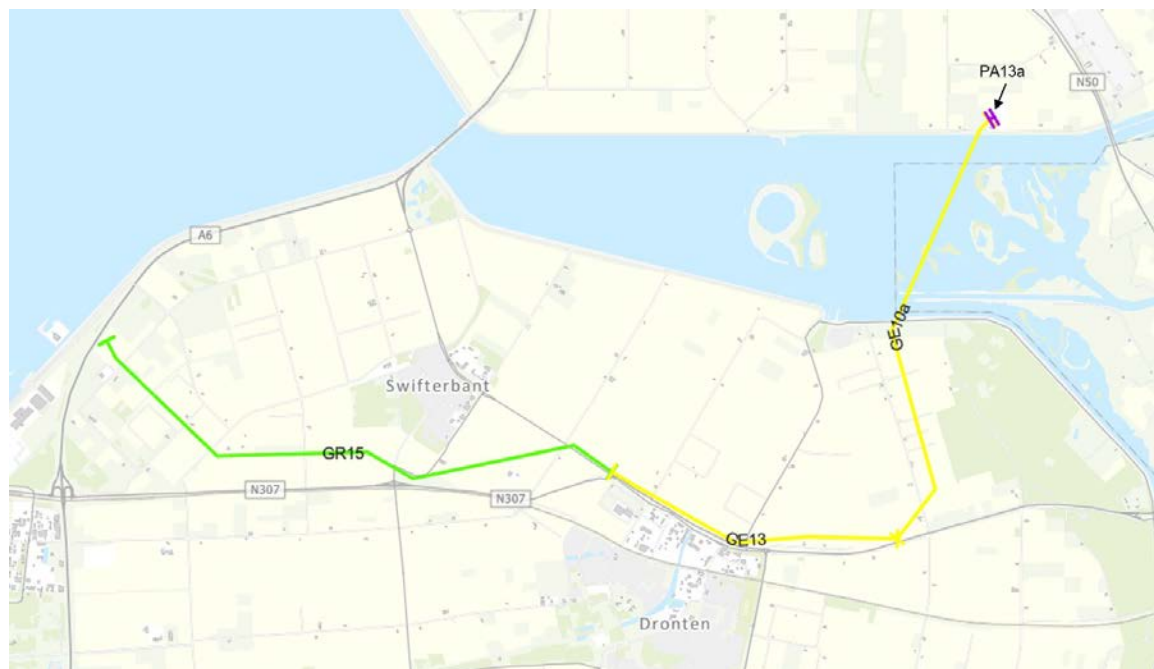 PA13a
N50
A6
GE10a
Swifterbant
GR15
N307
N307
GE13
Dronten